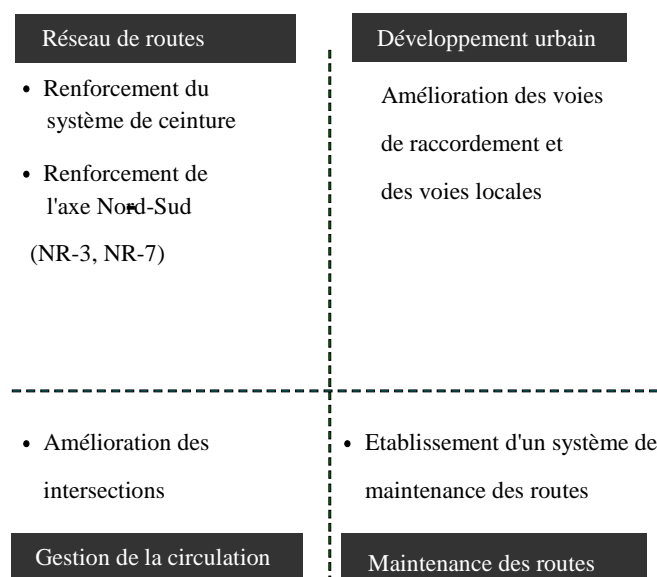 Réseau de routes
• Renforcement du
système de ceinture
• Renforcement de
l'axe Nord-Sud
(NR-3, NR-7)
Développement urbain
Amélioration des voies
de raccordement et
des voies locales
• Amélioration des
intersections
Gestion de la circulation
• Etablissement d'un système de
maintenance des routes
Maintenance des routes